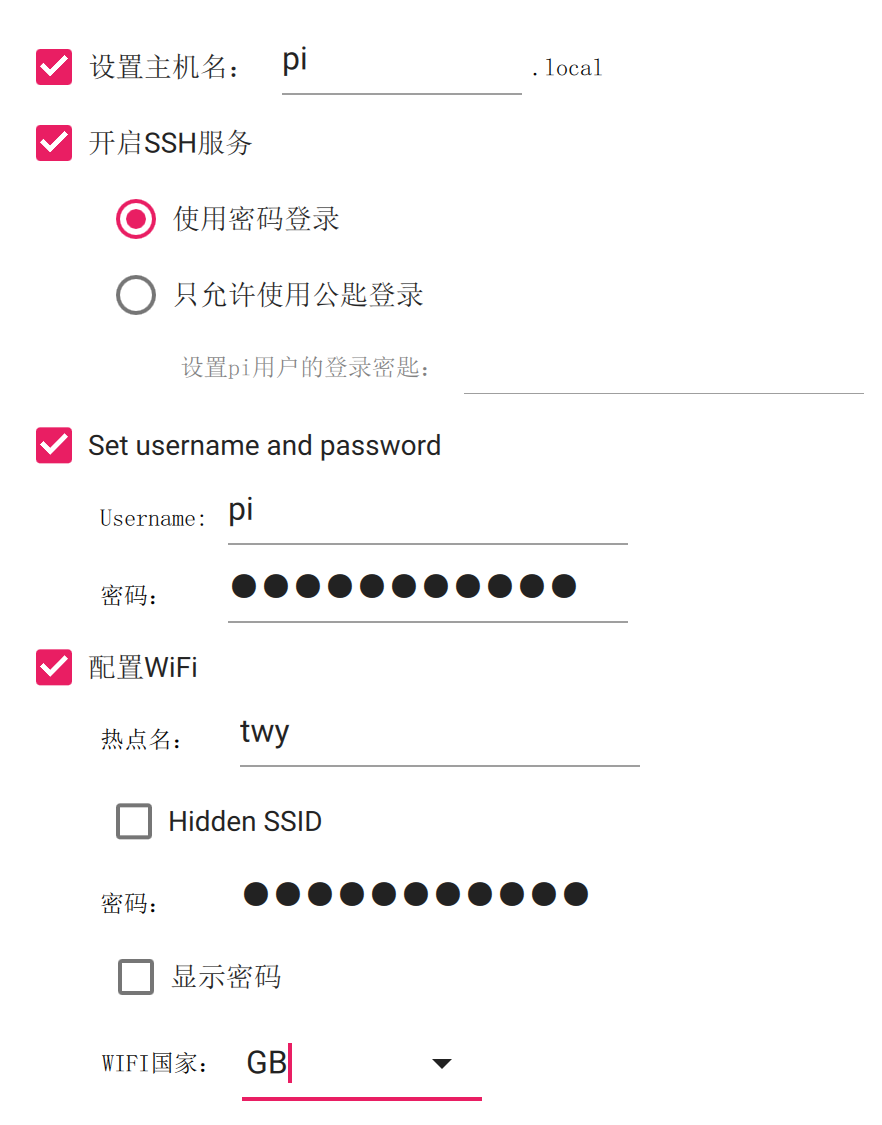 设置主机名： pi .local
开启SSH服务
使用密码登录
只允许使用公匙登录
设置pi用户的登录密匙：
Set username and password
Username: pi
密码： ●●●●●●●●●●●
配置WiFi
热点名： twy
Hidden SSID
密码： ●●●●●●●●●●●
显示密码
WIFI国家： GB